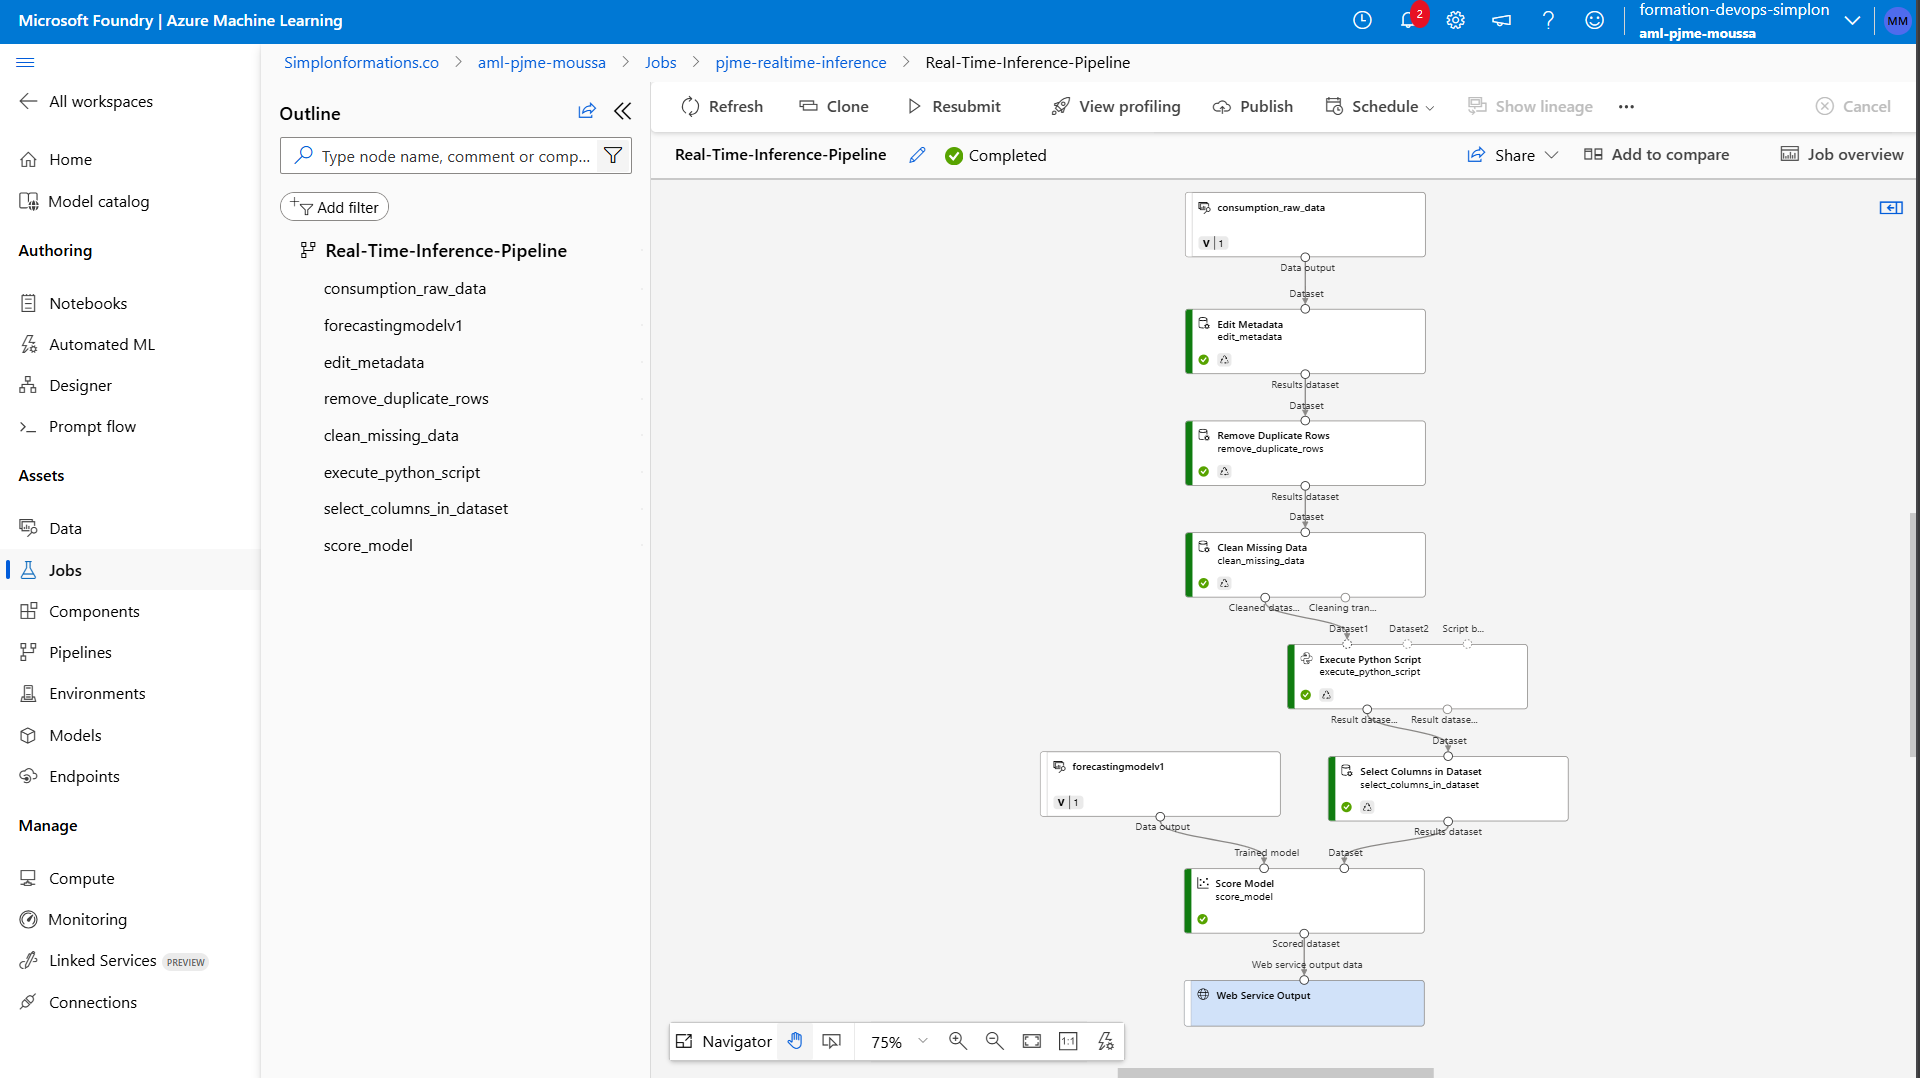 Microsoft Foundry | Azure Machine Learning
2
formation-devops-simplon
aml-pjme-moussa
MM
Simplonformations.co > aml-pjme-moussa > Jobs > pjme-realtime-inference > Real-Time-Inference-Pipeline
All workspaces
Home
Model catalog
Authoring
Notebooks
Automated ML
Designer
Prompt flow
Assets
Data
Jobs
Components
Pipelines
Environments
Models
Endpoints
Manage
Compute
Monitoring
Linked Services PREVIEW
Connections
Outline
Type node name, comment or comp...
Add filter
Real-Time-Inference-Pipeline
consumption_raw_data
forecastingmodelv1
edit_metadata
remove_duplicate_rows
clean_missing_data
execute_python_script
select_columns_in_dataset
score_model
Refresh Clone Resubmit View profiling Publish Schedule Show lineage ... Cancel
Real-Time-Inference-Pipeline Completed Share Add to compare Job overview
consumption_raw_data
V | 1
Data output
Dataset
Edit Metadata
edit_metadata
Results dataset
Dataset
Remove Duplicate Rows
remove_duplicate_rows
Results dataset
Dataset
Clean Missing Data
clean_missing_data
Cleaned datas... Cleaning tran...
Dataset1 Dataset2 Script b...
Execute Python Script
execute_python_script
Result datase... Result datase...
Dataset
forecastingmodelv1
V | 1
Data output
Select Columns in Dataset
select_columns_in_dataset
Results dataset
Trained model Dataset
Score Model
score_model
Scored dataset
Web service output data
Web Service Output
Navigator 75% 1:1